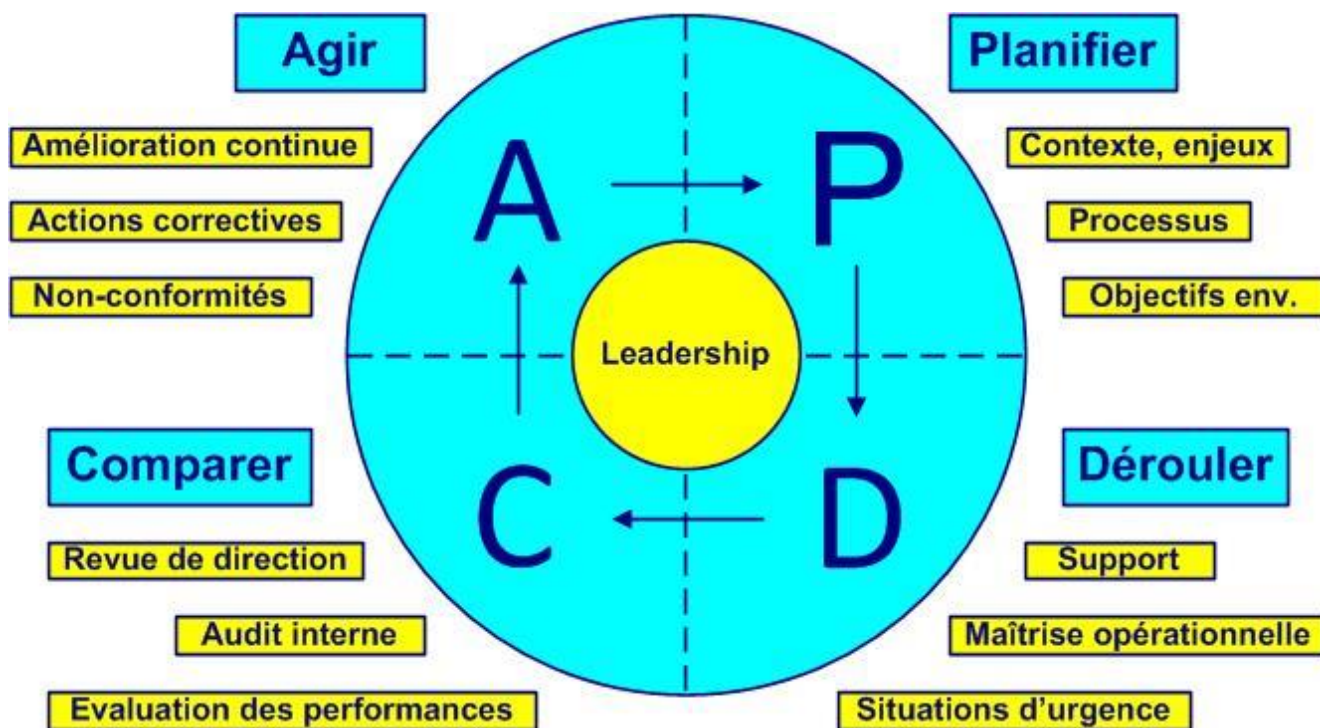 Agir
Planifier
Amélioration continue
Contexte, enjeux
A
P
Actions correctives
Processus
Non-conformités
Objectifs env.
Leadership
Comparer
Dérouler
C
D
Revue de direction
Support
Audit interne
Maîtrise opérationnelle
Evaluation des performances
Situations d'urgence